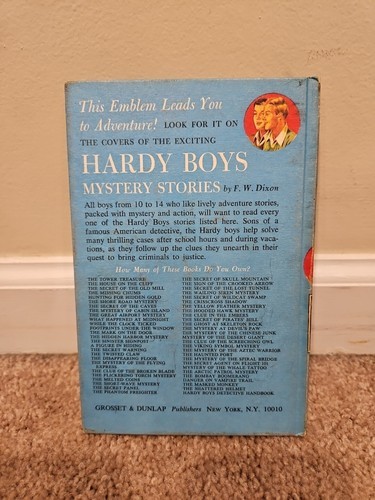 This Emblem Leads You
to Adventure! LOOK FOR IT ON
THE COVERS OF THE EXCITING
HARDY BOYS
MYSTERY STORIES by F. W. Dixon
All boys from 10 to 14 who like lively adventure stories,
packed with mystery and action, will want to read every
one of the Hardy Boys stories listed here. Sons of a
famous American detective, the Hardy boys help solve
many thrilling cases after school hours and during vaca-
tions, as they follow up the clues they unearth in their
quest to bring criminals to justice.
How Many of These Books Do You Own?
THE TOWER TREASURE
THE HOUSE ON THE CLIFF
THE SECRET OF THE OLD MILL
THE MISSING CHUMS
HUNTING FOR HIDDEN GOLD
THE SHORE ROAD MYSTERY
THE SECRET OF THE CAVES
THE MYSTERY OF CABIN ISLAND
THE GREAT AIRPORT MYSTERY
WHAT HAPPENED AT MIDNIGHT
WHILE THE CLOCK TICKED
FOOTPRINTS UNDER THE WINDOW
THE MARK ON THE DOOR
THE HIDDEN HARBOR MYSTERY
THE SINISTER SIGNPOST
A FIGURE IN HIDING
THE SECRET WARNING
THE TWISTED CLAW
THE DISAPPEARING FLOOR
THE MYSTERY OF THE FLYING
EXPRESS
THE CLUE OF THE BROKEN BLADE
THE FLICKERING TORCH MYSTERY
THE MELTED COINS
THE SHORT-WAVE MYSTERY
THE SECRET PANEL
THE PHANTOM FREIGHTER
THE SECRET OF SKULL MOUNTAIN
THE SIGN OF THE CROOKED ARROW
THE SECRET OF THE LOST TUNNEL
THE WAILING SIREN MYSTERY
THE SECRET OF WILDCAT SWAMP
THE CRISSCROSS SHADOW
THE YELLOW FEATHER MYSTERY
THE HOODED HAWK MYSTERY
THE CLUE IN THE EMBERS
THE SECRET OF PIRATES' HILL
THE GHOST AT SKELETON ROCK
THE MYSTERY AT DEVIL'S PAW
THE MYSTERY OF THE CHINESE JUNK
MYSTERY OF THE DESERT GIANT
THE CLUE OF THE SCREECHING OWL
THE VIKING SYMBOL MYSTERY
THE MYSTERY OF THE AZTEC WARRIOR
THE HAUNTED FORT
THE MYSTERY OF THE SPIRAL BRIDGE
THE SECRET AGENT ON FLIGHT 101
MYSTERY OF THE WHALE TATTOO
THE ARCTIC PATROL MYSTERY
THE BOMBAY BOOMERANG
DANGER ON VAMPIRE TRAIL
THE MASKED MONKEY
THE SHATTERED HELMET
HARDY BOYS DETECTIVE HANDBOOK
GROSSET & DUNLAP Publishers NEW YORK, N.Y. 10010